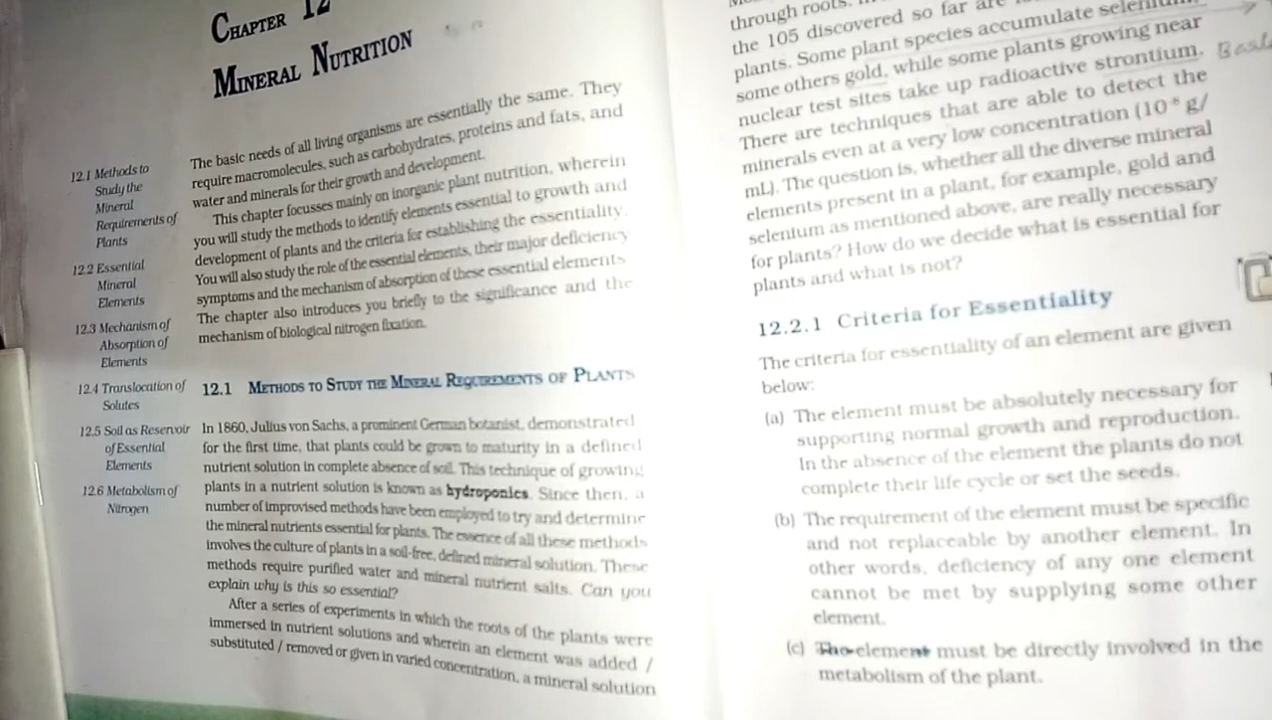 CHAPTER 12
MINERAL NUTRITION
12.1 Methods to
Study the
Mineral
Requirements of
Plants
12.2 Essential
Mineral
Elements
12.3 Mechanism of
Absorption of
Elements
12.4 Translocation of
Solutes
12.5 Soil as Reservoir
of Essential
Elements
12.6 Metabolism of
Nitrogen
The basic needs of all living organisms are essentially the same. They
require macromolecules, such as carbohydrates, proteins and fats, and
water and minerals for their growth and development.
This chapter focusses mainly on inorganic plant nutrition, wherein
you will study the methods to identify elements essential to growth and
development of plants and the criteria for establishing the essentiality.
You will also study the role of the essential elements, their major deficiency
symptoms and the mechanism of absorption of these essential elements
The chapter also introduces you briefly to the significance and the
mechanism of biological nitrogen fixation.
12.1 METHODS TO STUDY THE MINERAL REQUIREMENTS OF PLANTS
In 1860, Julius von Sachs, a prominent German botanist, demonstrated
for the first time, that plants could be grown to maturity in a defined
nutrient solution in complete absence of soil. This technique of growing
plants in a nutrient solution is known as hydroponics. Since then, a
number of improvised methods have been employed to try and determine
the mineral nutrients essential for plants. The essence of all these methods
involves the culture of plants in a soil-free, defined mineral solution. These
methods require purified water and mineral nutrient salts. Can you
explain why is this so essential?
After a series of experiments in which the roots of the plants were
immersed in nutrient solutions and wherein an element was added /
substituted / removed or given in varied concentration, a mineral solution
through roots.
the 105 discovered so far are
plants. Some plant species accumulate selenium,
some others gold, while some plants growing near
nuclear test sites take up radioactive strontium.
There are techniques that are able to detect the
minerals even at a very low concentration (10⁻⁸ g/
mL). The question is, whether all the diverse mineral
elements present in a plant, for example, gold and
selenium as mentioned above, are really necessary
for plants? How do we decide what is essential for
plants and what is not?
12.2.1 Criteria for Essentiality
The criteria for essentiality of an element are given
below:
(a) The element must be absolutely necessary for
supporting normal growth and reproduction.
In the absence of the element the plants do not
complete their life cycle or set the seeds.
(b) The requirement of the element must be specific
and not replaceable by another element. In
other words, deficiency of any one element
cannot be met by supplying some other
element.
(c) The element must be directly involved in the
metabolism of the plant.